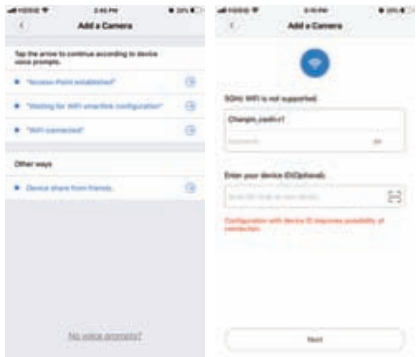 Add a Camera
Tap the arrow to continue according to device
voice prompts.
"Access-Point established"
"Waiting for WiFi smartlink configuration"
"WiFi connected"
Other ways
Device share from friends.
No voice prompts?
Add a Camera
5GHz WiFi is not supported.
Enter your device ID(Optional).
Configuration with device ID improves possibility of
connection.
Next